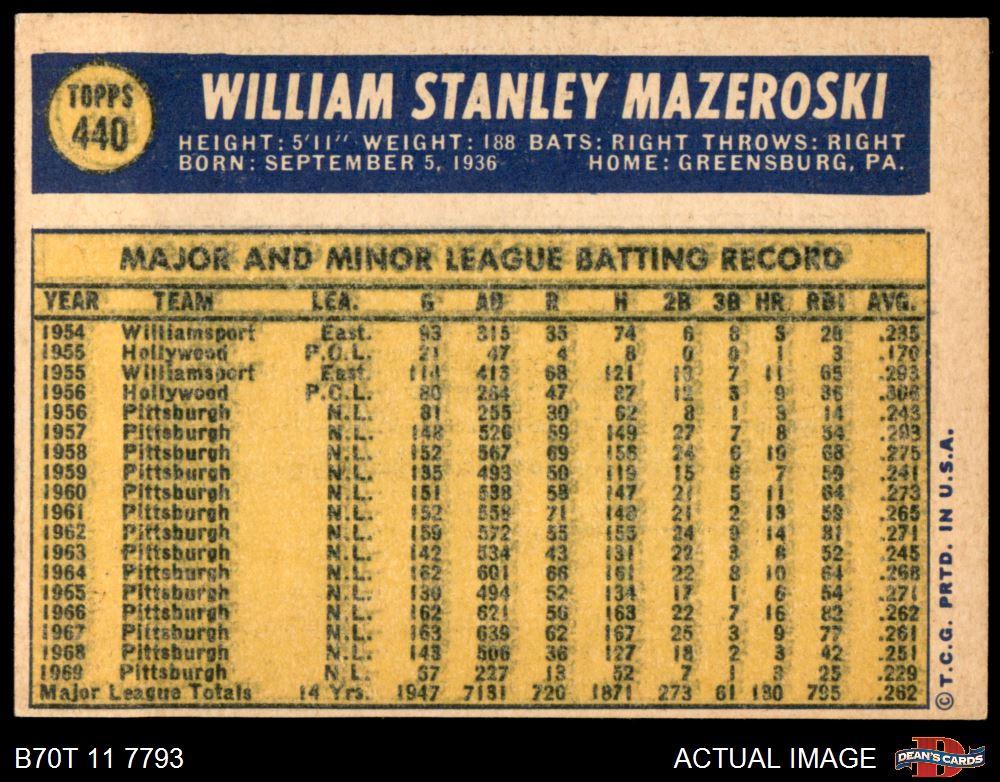 TOPPS
440
WILLIAM STANLEY MAZEROSKI
HEIGHT: 5'11" WEIGHT: 188 BATS: RIGHT THROWS: RIGHT
BORN: SEPTEMBER 5, 1936 HOME: GREENSBURG, PA.
MAJOR AND MINOR LEAGUE BATTING RECORD
YEAR TEAM LEA. G AB R H 2B 3B HR RBI AVG.
1954 Williamsport East. 93 315 35 74 6 8 3 28 .235
1955 Hollywood P.C.L. 21 47 4 8 0 0 1 3 .170
1955 Williamsport East. 114 413 68 121 7 11 65 .293
1956 Hollywood P.C.L. 80 284 47 87 12 3 9 36 .306
1956 Pittsburgh N.L. 81 255 30 62 8 1 3 14 .243
1957 Pittsburgh N.L. 148 526 59 149 27 7 8 54 .283
1958 Pittsburgh N.L. 152 567 69 156 24 6 19 68 .275
1959 Pittsburgh N.L. 135 493 50 119 15 6 7 59 .241
1960 Pittsburgh N.L. 151 538 58 147 21 5 11 64 .273
1961 Pittsburgh N.L. 152 558 71 148 21 2 13 59 .265
1962 Pittsburgh N.L. 159 572 55 155 24 9 14 81 .271
1963 Pittsburgh N.L. 142 534 43 131 22 3 8 52 .245
1964 Pittsburgh N.L. 162 601 66 161 22 8 10 64 .268
1965 Pittsburgh N.L. 130 494 52 134 17 1 6 54 .271
1966 Pittsburgh N.L. 162 621 56 163 22 7 16 82 .262
1967 Pittsburgh N.L. 163 639 62 167 25 3 9 77 .261
1968 Pittsburgh N.L. 143 506 36 127 18 2 3 42 .251
1969 Pittsburgh N.L. 67 227 13 52 7 1 3 25 .229
Major League Totals 14 Yrs. 1947 7131 720 1871 273 61 130 795 .262
© T.C.G. PRTD. IN U.S.A.
B70T 11 7793
ACTUAL IMAGE
DEAN'S CARDS